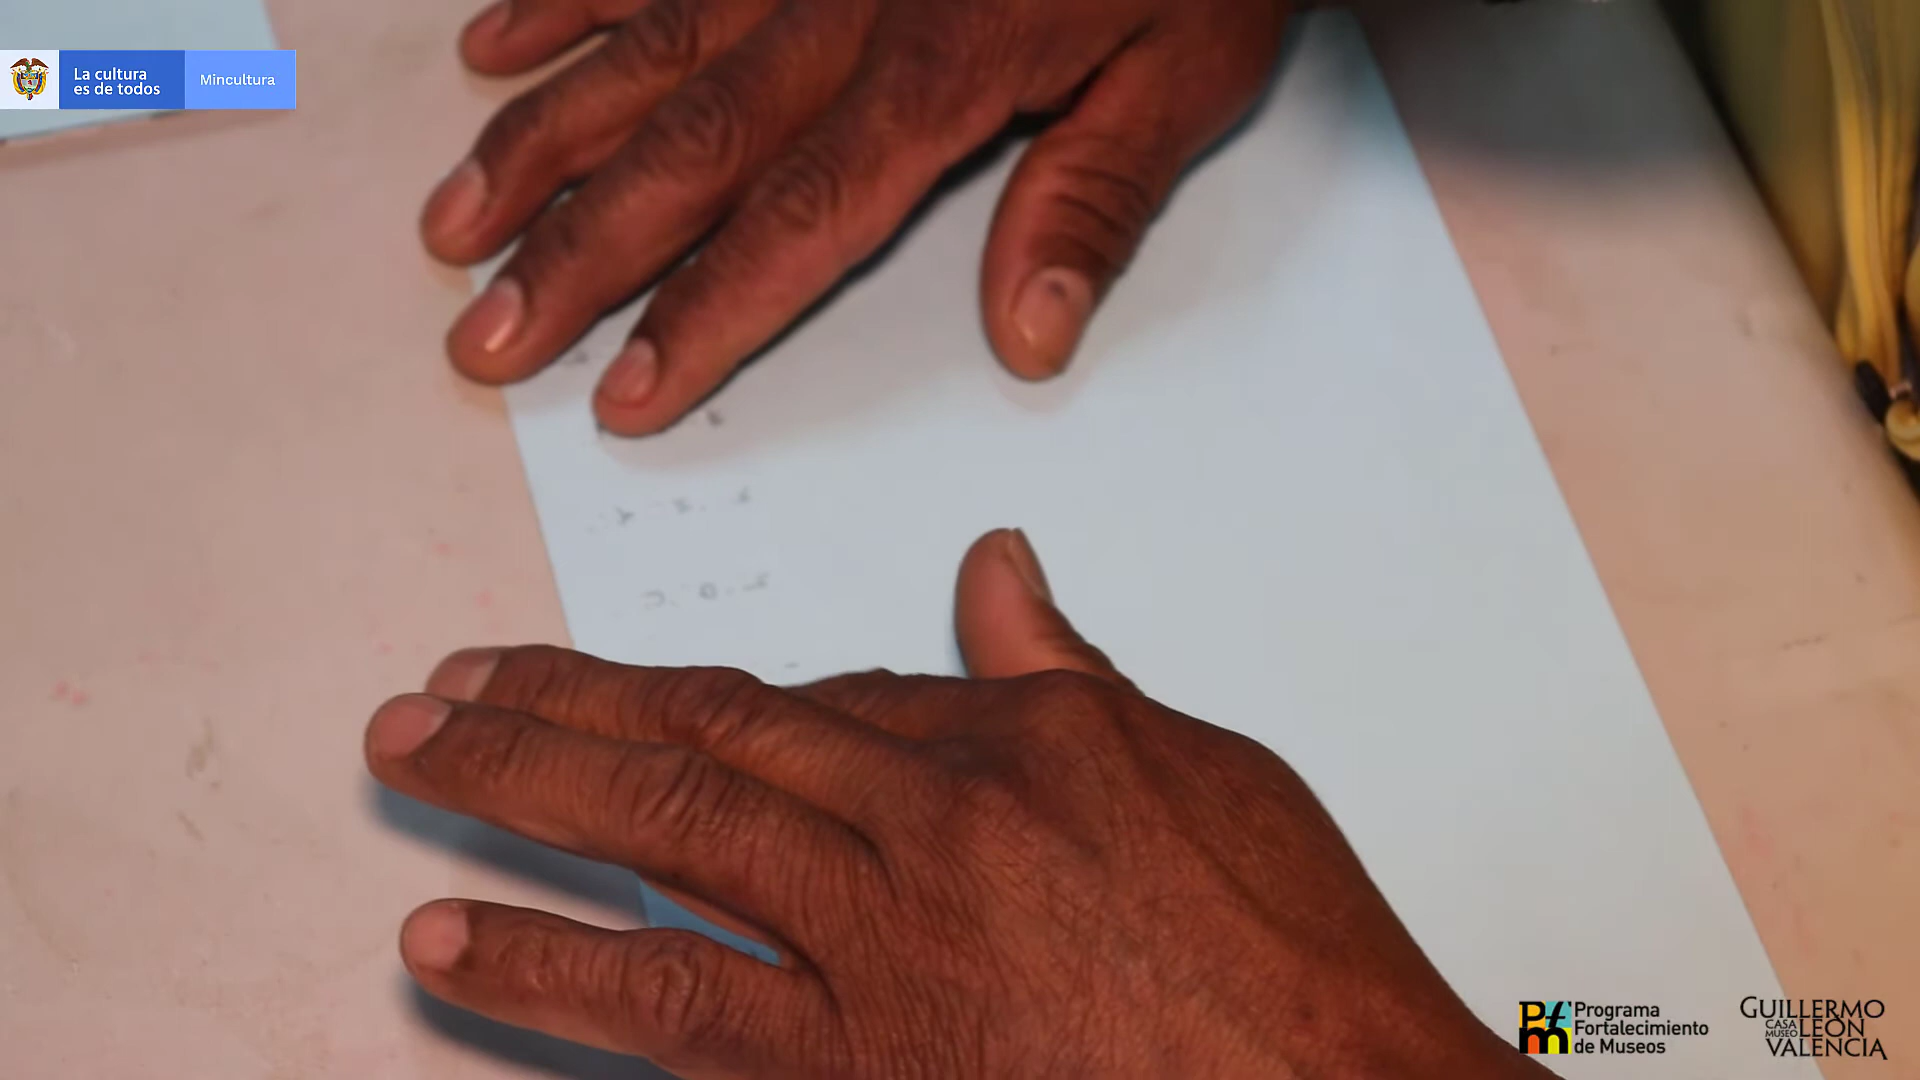 La cultura
es de todos
Mincultura
Programa
Fortalecimiento
de Museos
GUILLERMO
CASA
MUSEO
LEÓN
VALENCIA